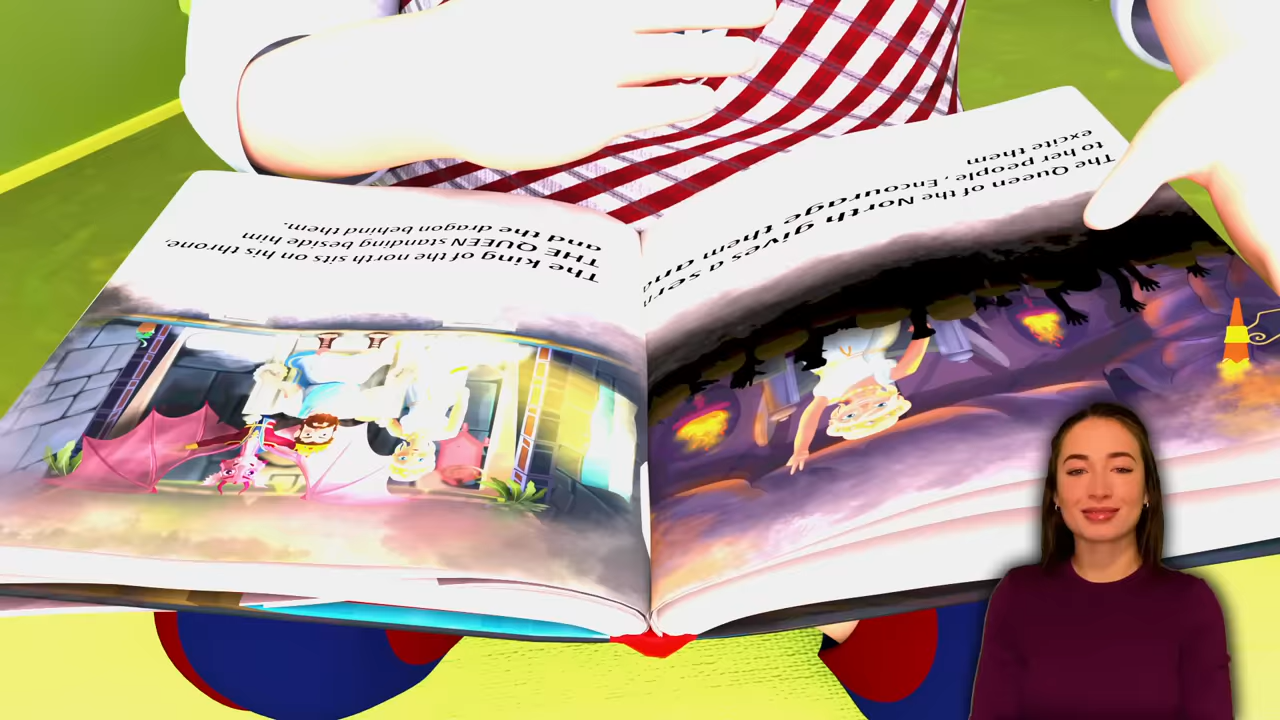 The Queen of the North gives a
to her people , Encourage them and
excite them
The king of the north sits on his throne,
THE QUEEN standing beside him
and the dragon behind them.